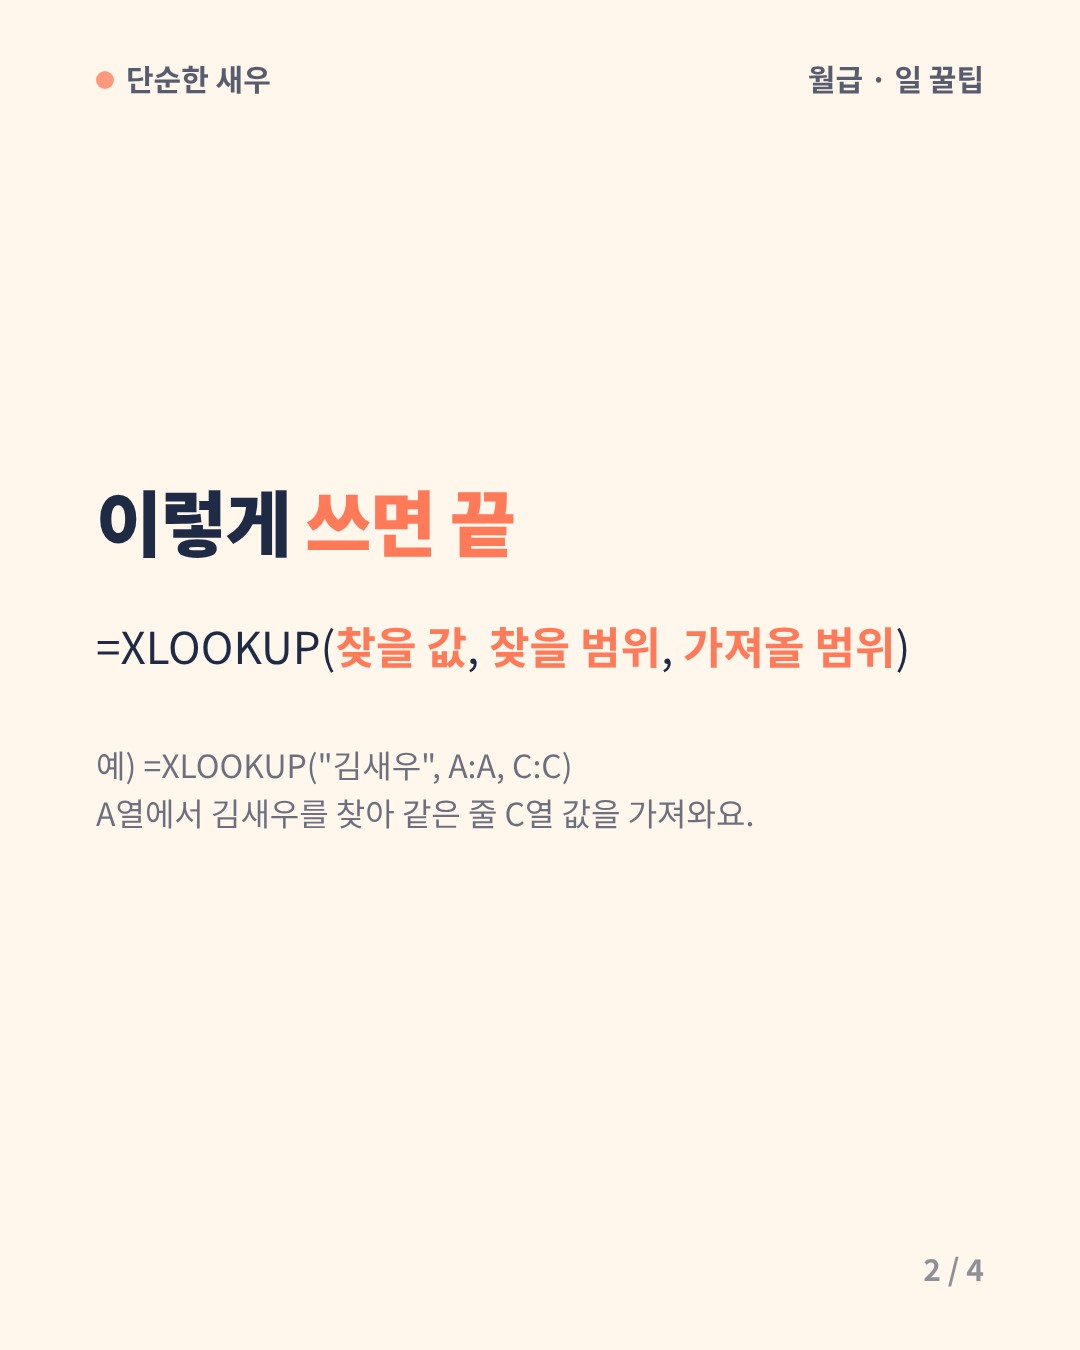 단순한 새우
월급 · 일 꿀팁
이렇게 쓰면 끝
=XLOOKUP(찾을 값, 찾을 범위, 가져올 범위)
예) =XLOOKUP("김새우", A:A, C:C)
A열에서 김새우를 찾아 같은 줄 C열 값을 가져와요.
2 / 4